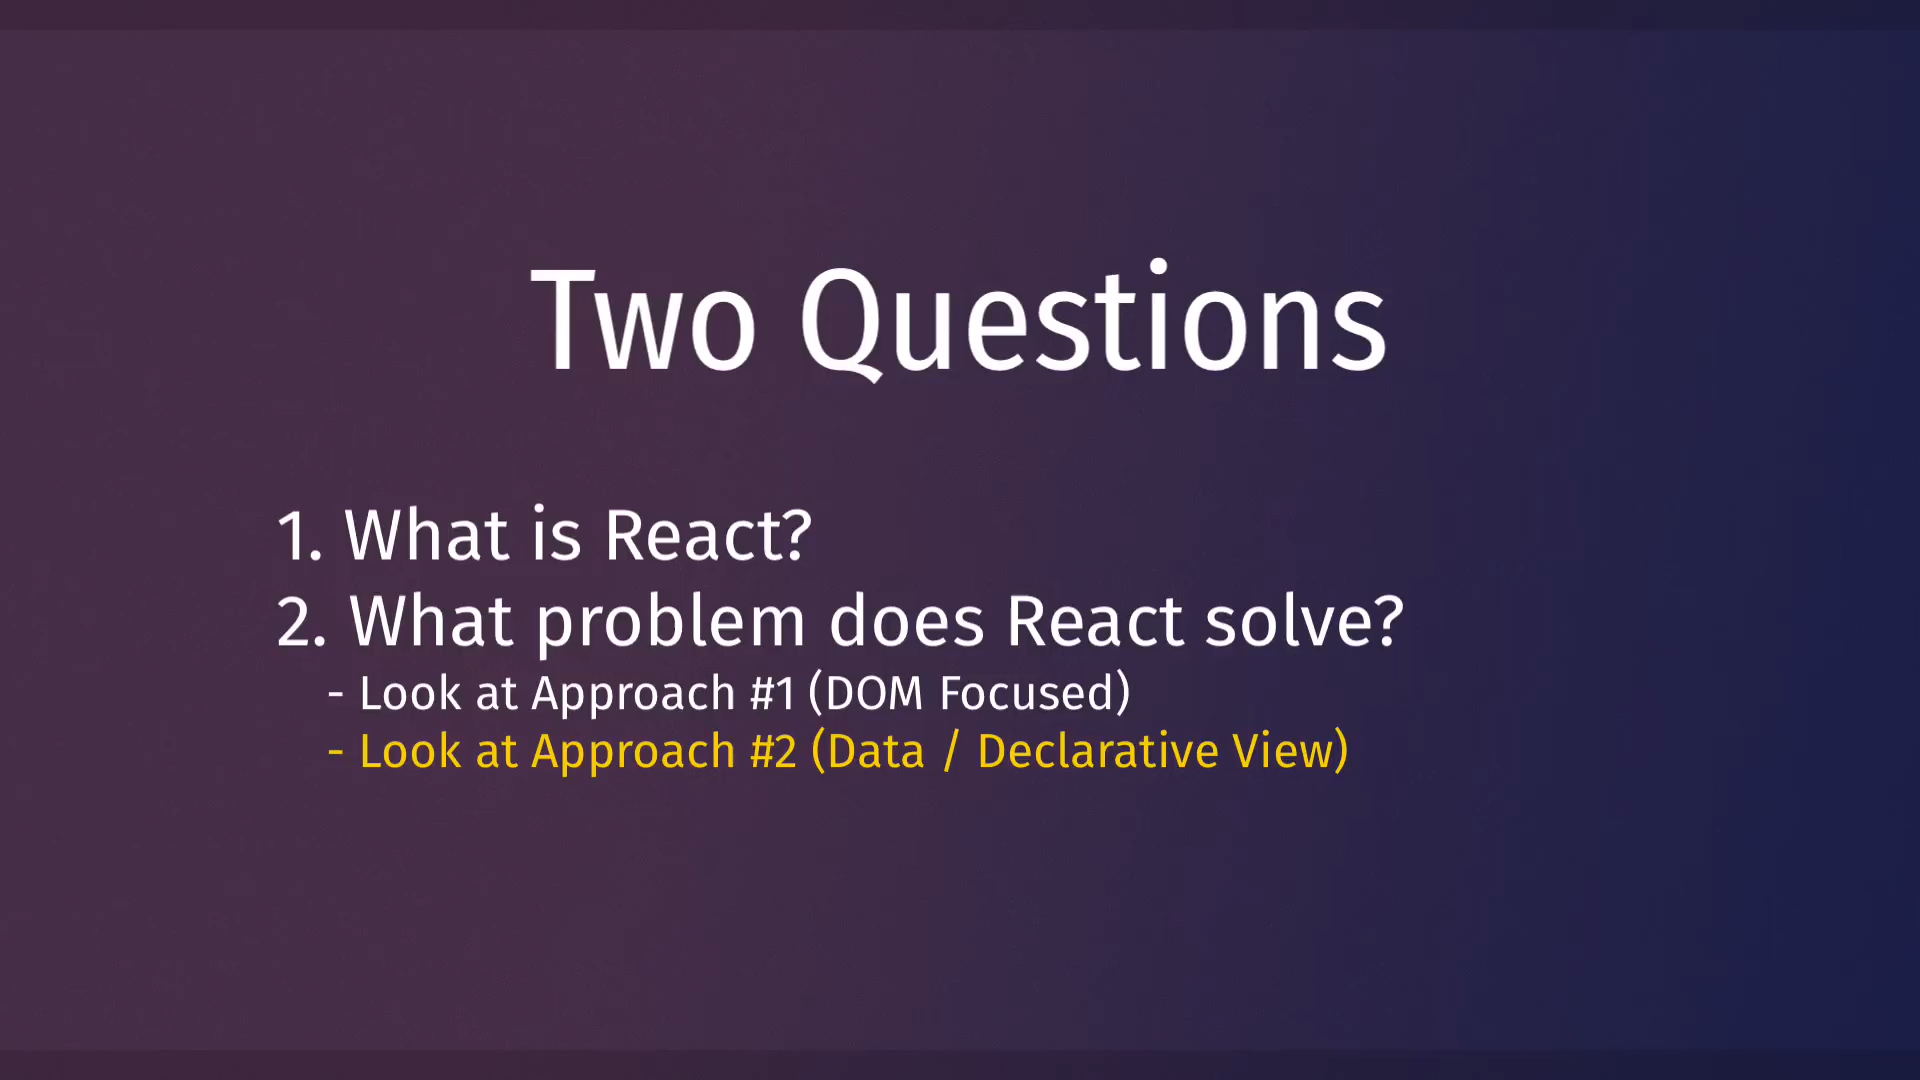 Two Questions
1. What is React?
2. What problem does React solve?
- Look at Approach #1 (DOM Focused)
- Look at Approach #2 (Data / Declarative View)